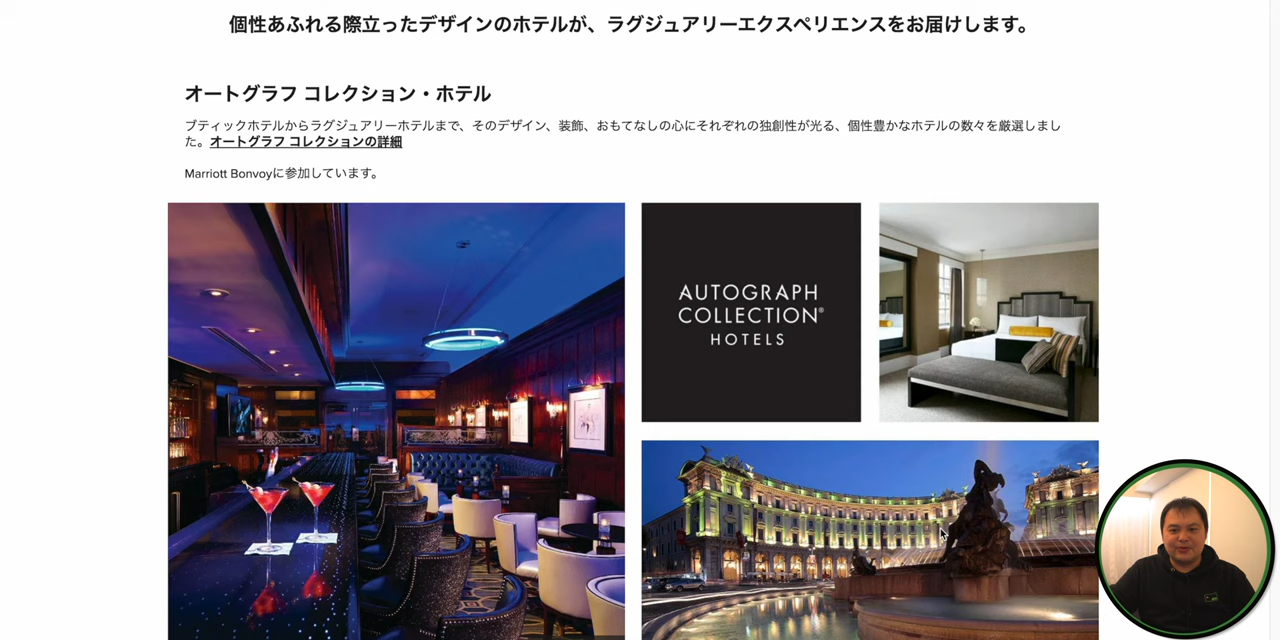 個性あふれる際立ったデザインのホテルが、ラグジュアリーエクスペリエンスをお届けします。
オートグラフ コレクション・ホテル
ブティックホテルからラグジュアリーホテルまで、そのデザイン、装飾、おもてなしの心にそれぞれの独創性が光る、個性豊かなホテルの数々を厳選しまし
た。オートグラフ コレクションの詳細
Marriott Bonvoyに参加しています。
AUTOGRAPH
COLLECTION®
HOTELS